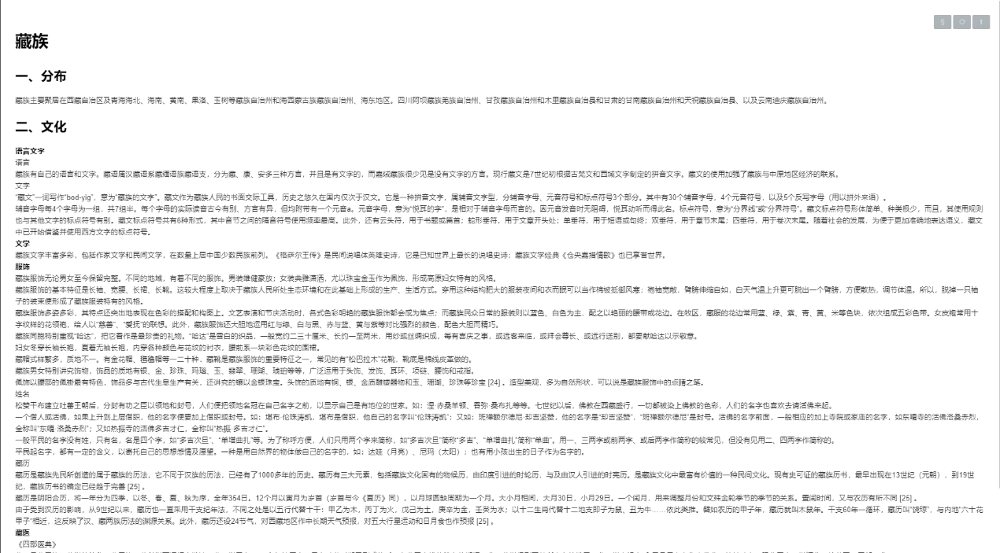 藏族
一、分布
藏族主要聚居在西藏自治区及青海海北、海南、黄南、果洛、玉树等藏族自治州和海西蒙古族藏族自治州、海东地区。四川阿坝藏族羌族自治州、甘孜藏族自治州和木里藏族自治县和甘肃的甘南藏族自治州和天祝藏族自治县、以及云南迪庆藏族自治州。
二、文化
语言文字
语言
藏族有自己的语言和文字。藏语属汉藏语系藏缅语族藏语支，分为藏、康、安多三种方言，并且是有文字的，而嘉绒藏族很少见是没有文字的方言。现行藏文是7世纪初根据古梵文和西域文字制定的拼音文字。藏文的使用加强了藏族与中原地区经济的联系。
文字
“藏文”一词写作“bod-yig”，意为“藏族的文字”。藏文作为藏族人民的书面交际工具，历史之悠久在国内仅次于汉文。它是一种拼音文字，属辅音文字型，分辅音字母、元音符号和标点符号3个部分。其中有30个辅音字母，4个元音符号，以及5个反写字母（用以拼外来语）。
辅音字母每4个字母为一组，共7组半。每个字母的实际读音古今有别、方言有异，但均附带有一个元音a。元音字母，意为“悦耳的字”，是相对于辅音字母而言的。因元音发音时无阻碍，悦耳动听而得此名。标点符号，意为“分界线”或“分界符号”。藏文标点符号形体简单、种类极少，而且，其使用规则
也与其他文字的标点符号有别。藏文标点符号共有6种形式，其中音节之间的隔音符号使用频率最高。此外，还有云头符，用于书题或篇首；蛇形垂符，用于文章开头处；单垂符，用于短语或句终；双垂符，用于章节末尾；四垂符，用于卷次末尾。随着社会的发展，为便于更加准确地表达语义，藏文
中已开始借鉴并使用西方文字的标点符号。
文学
藏族文学丰富多彩，包括作家文学和民间文学，在数量上居中国少数民族前列。《格萨尔王传》是民间说唱体英雄史诗，它是已知世界上最长的说唱史诗；藏族文学经典《仓央嘉措情歌》也已享誉世界。
服饰
藏族服饰无论男女至今保留完整。不同的地域，有着不同的服饰。男装雄健豪放；女装典雅潇洒，尤以珠宝金玉作为佩饰，形成高原妇女特有的风格。
藏族服饰的基本特征是长袖、宽腰、长裙、长靴。这较大程度上取决于藏族人民所处生态环境和在此基础上形成的生产、生活方式。穿用这种结构肥大的服装夜间和衣而眠可以当作棉被抵御风寒；袍袖宽敞，臂膀伸缩自如，白天气温上升更可脱出一个臂膀，方便散热，调节体温。所以，脱掉一只袖
子的装束便形成了藏族服装特有的风格。
藏族服饰多姿多彩，其特点还突出地表现在色彩的搭配和构图上。文艺表演和节庆活动时，各式色彩明艳的藏族服饰都会成为焦点；而藏族民众日常的服装则以蓝色、白色为主，配之以艳丽的腰带或花边。在牧区，藏服的花边常用蓝、绿、紫、青、黄、米等色块，依次组成五彩色带。女皮袍常用十
字纹样的花领袍，给人以“慈善”、“爱抚”的联想。此外，藏族服饰还大胆地运用红与绿、白与黑、赤与蓝、黄与紫等对比强烈的颜色，配色大胆而精巧。
藏族同胞特别重视“哈达”，把它看作是最珍贵的礼物。“哈达”是雪白的织品，一般宽约二三十厘米、长约一至两米，用纱或丝绸织成，每有喜庆之事，或远客来临，或拜会尊长、或远行送别，都要献哈达以示敬意。
妇女冬穿长袖长袍，夏着无袖长袍，内穿各种颜色与花纹的衬衣，腰前系一块彩色花纹的围裙。
藏帽式样繁多，质地不一。有金花帽、氆氇帽等一二十种，藏靴是藏族服饰的重要特征之一，常见的有“松巴拉木”花靴，靴底是棉线皮革做的。
藏族男女特别讲究饰物，饰品的质地有银、金、珍珠、玛瑙、玉、翡翠、珊瑚、琥珀等等，广泛运用于头饰、发饰、耳环、项链、腰饰和戒指。
佩饰以腰部的佩褂最有特色，饰品多与古代生息生产有关，还讲究的镶以金银珠宝。头饰的质地有铜、银、金质雕镂器物和玉、珊瑚、珍珠等珍宝 [24] 。造型美观，多为自然形状，可以说是藏族服饰中的点睛之笔。
姓名
松赞干布建立吐蕃王朝后，分封有功之臣以领地和封号，人们便把领地名冠在自己名字之前，以显示自己是有地位的世家。如：涅·赤桑羊顿、吞弥·桑布扎等等。七世纪以后，佛教在西藏盛行，一切都被染上佛教的色彩，人们的名字也喜欢去请活佛来起。
一个僧人或活佛，如果上升到上层僧职，他的名字便要加上僧职或封号。如：堪布·伦珠涛凯，堪布是僧职，他自己的名字叫“伦珠涛凯”；又如：班禅额尔德尼·却吉坚赞，他的名字是“却吉坚赞”，“班禅额尔德尼”是封号。活佛的名字前面，一般相应的加上寺院或家庙的名字，如东嘎寺的活佛洛桑赤烈，
全称叫“东嘎·洛桑赤烈”；又如热振寺的活佛多吉才仁，全称叫“热振·多吉才仁”。
一般平民的名字没有姓，只有名，名是四个字，如“多吉次旦”、“单增曲扎”等。为了称呼方便，人们只用两个字来简称，如“多吉次旦”简称“多吉”、“单增曲扎”简称“单曲”。用一、三两字或前两字、或后两字作简称的较常见，但没有见用二、四两字作简称的。
平民起名字，都有一定的含义，以寄托自己的思想感情及愿望。一种是用自然界的物体做自己的名字的，如：达娃（月亮）、尼玛（太阳）；也有用小孩出生的日子作为名字的。
藏历
藏历是藏族先民所创造的属于藏族的历法，它不同于汉族的历法，已经有了1000多年的历史。藏历有三大元素，包括藏族文化固有的物候历，由印度引进的时轮历，与及由汉人引进的时宪历。是藏族文化中最富有价值的一种民间文化。现有史可证的藏族历书，最早出现在13世纪（元朝），到19世
纪，藏族历书的编定已经趋于完善 [25] 。
藏历是阴阳合历，将一年分为四季，以冬、春、夏、秋为序，全年354日。12个月以寅月为岁首（岁首与今《夏历》同），以月球圆缺周期为一个月。大小月相间，大月30日，小月29日。一个闰月，用来调整月份和文殊金轮季节的季节的关系。置闰时间，又与农历有所不同 [25] 。
由于受到汉历的影响，从9世纪以来，藏历也一直采用干支纪年法，不同之处是以五行代替十干：甲乙为木，丙丁为火，戊己为土，庚辛为金，壬癸为水；以十二生肖代替十二地支即子为鼠、丑为牛……依此类推。譬如农历的甲子年，藏历就叫木鼠年。干支60年一循环，藏历叫“饶琼”，与内地“六十花
甲子”相近，这反映了汉、藏两族历法的渊源关系。此外，藏历还设24节气，对西藏地区作中长期天气预报，对五大行星运动和日月食也作预报 [25] 。
藏医
《四部医典》